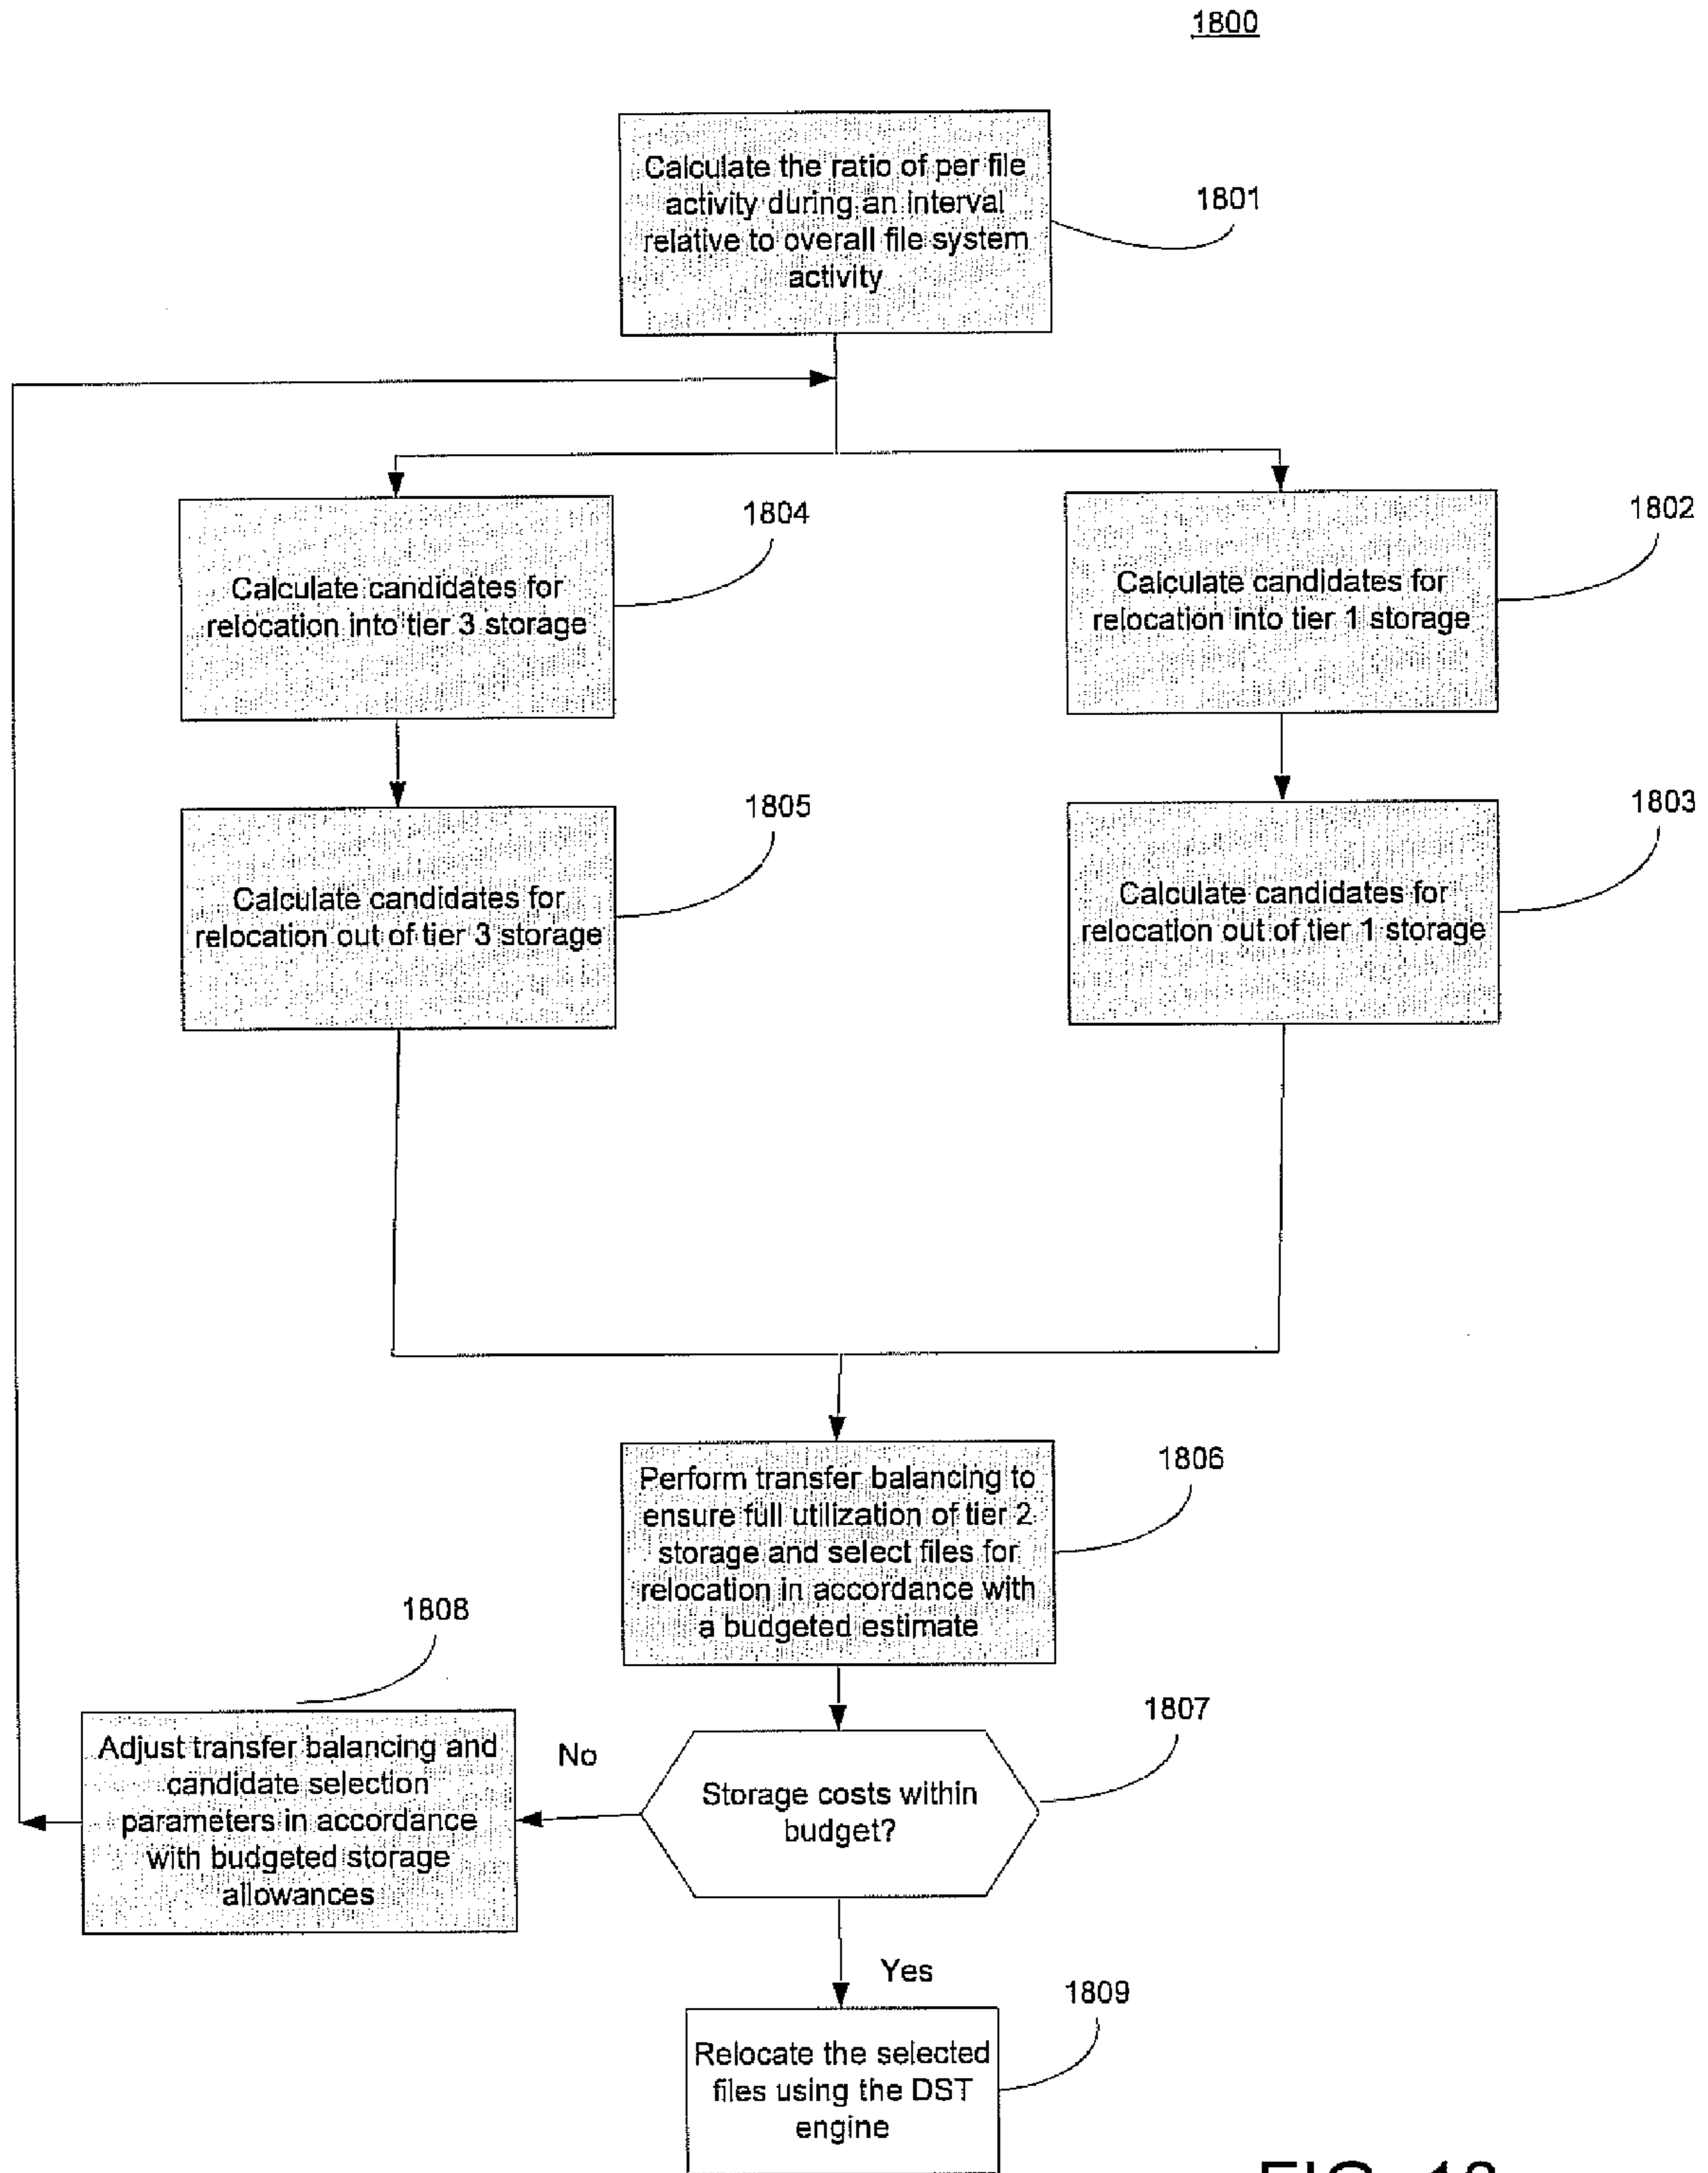 1800
Calculate the ratio of per file
activity during an interval
relative to overall file system
activity
1801
1804
1802
Calculate candidates for
relocation into tier 3 storage
Calculate candidates for
relocation into tier 1 storage
1805
1803
Calculate candidates for
relocation out of tier 3 storage
Calculate candidates for
relocation out of tier 1 storage
1806
Perform transfer balancing to
ensure full utilization of tier 2
storage and select files for
relocation in accordance with
a budgeted estimate
1808
1807
Adjust transfer balancing and
candidate selection
parameters in accordance
with budgeted storage
allowances
No
Storage costs within
budget?
Yes
1809
Relocate the selected
files using the DST
engine